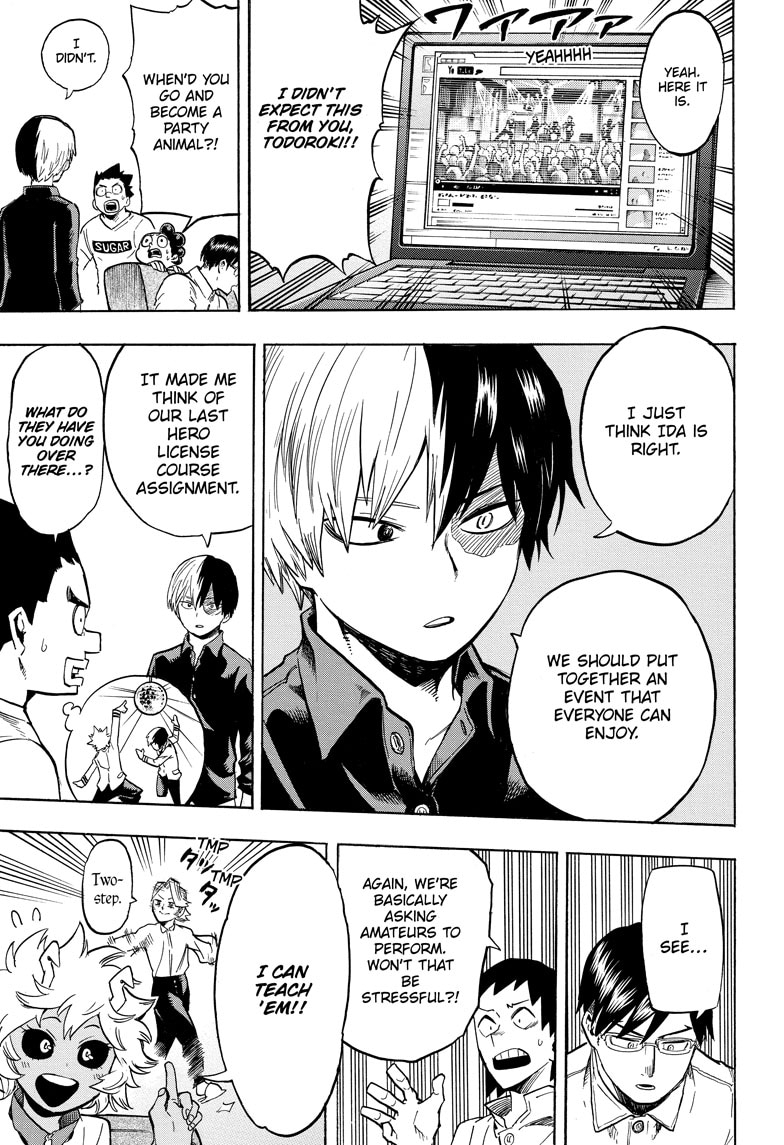 YEAH.
HERE IT
IS.
ワァァァァ
YEAHHHH
I DIDN'T
EXPECT THIS
FROM YOU,
TODOROKI!!
WHEN'D YOU
GO AND
BECOME A
PARTY
ANIMAL?!
I
DIDN'T.
SUGAR
I JUST
THINK IDA IS
RIGHT.
WE SHOULD PUT
TOGETHER AN
EVENT THAT
EVERYONE CAN
ENJOY.
IT MADE ME
THINK OF
OUR LAST
HERO
LICENSE
COURSE
ASSIGNMENT.
WHAT DO
THEY HAVE
YOU DOING
OVER
THERE...?
I
SEE...
AGAIN, WE'RE
BASICALLY
ASKING
AMATEURS TO
PERFORM.
WON'T THAT
BE
STRESSFUL?!
I CAN
TEACH
'EM!!
TMP
タッ
TMP
タッ
Two-
step.